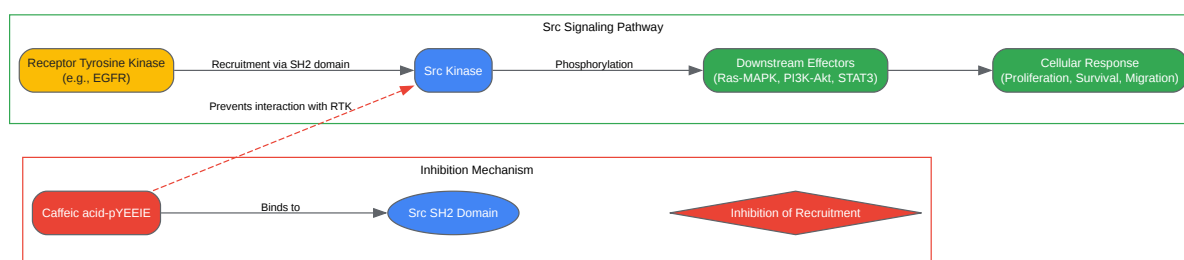 Src Signaling Pathway
Receptor Tyrosine Kinase
(e.g., EGFR)
Recruitment via SH2 domain
Src Kinase
Phosphorylation
Downstream Effectors
(Ras-MAPK, PI3K-Akt, STAT3)
Cellular Response
(Proliferation, Survival, Migration)
Prevents interaction with RTK
Inhibition Mechanism
Caffeic acid-pYEEIE
Binds to
Src SH2 Domain
Inhibition of Recruitment